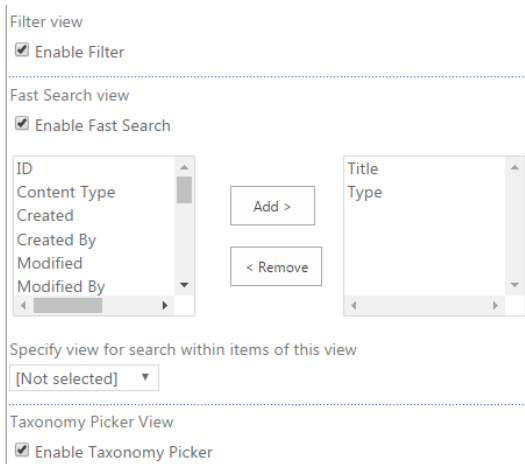 Filter view
Enable Filter
Fast Search view
Enable Fast Search
ID
Content Type
Created
Created By
Modified
Modified By
Add >
< Remove
Title
Type
Specify view for search within items of this view
[Not selected]
Taxonomy Picker View
Enable Taxonomy Picker